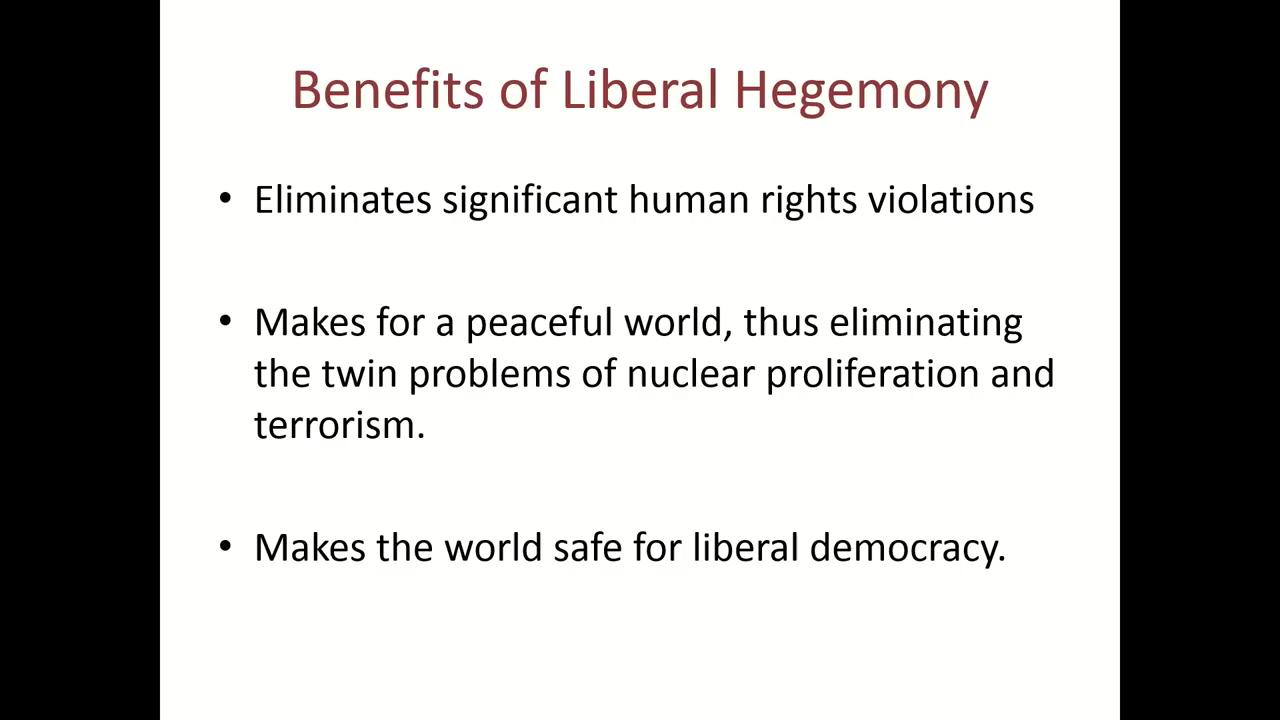 Benefits of Liberal Hegemony
• Eliminates significant human rights violations
• Makes for a peaceful world, thus eliminating
the twin problems of nuclear proliferation and
terrorism.
• Makes the world safe for liberal democracy.